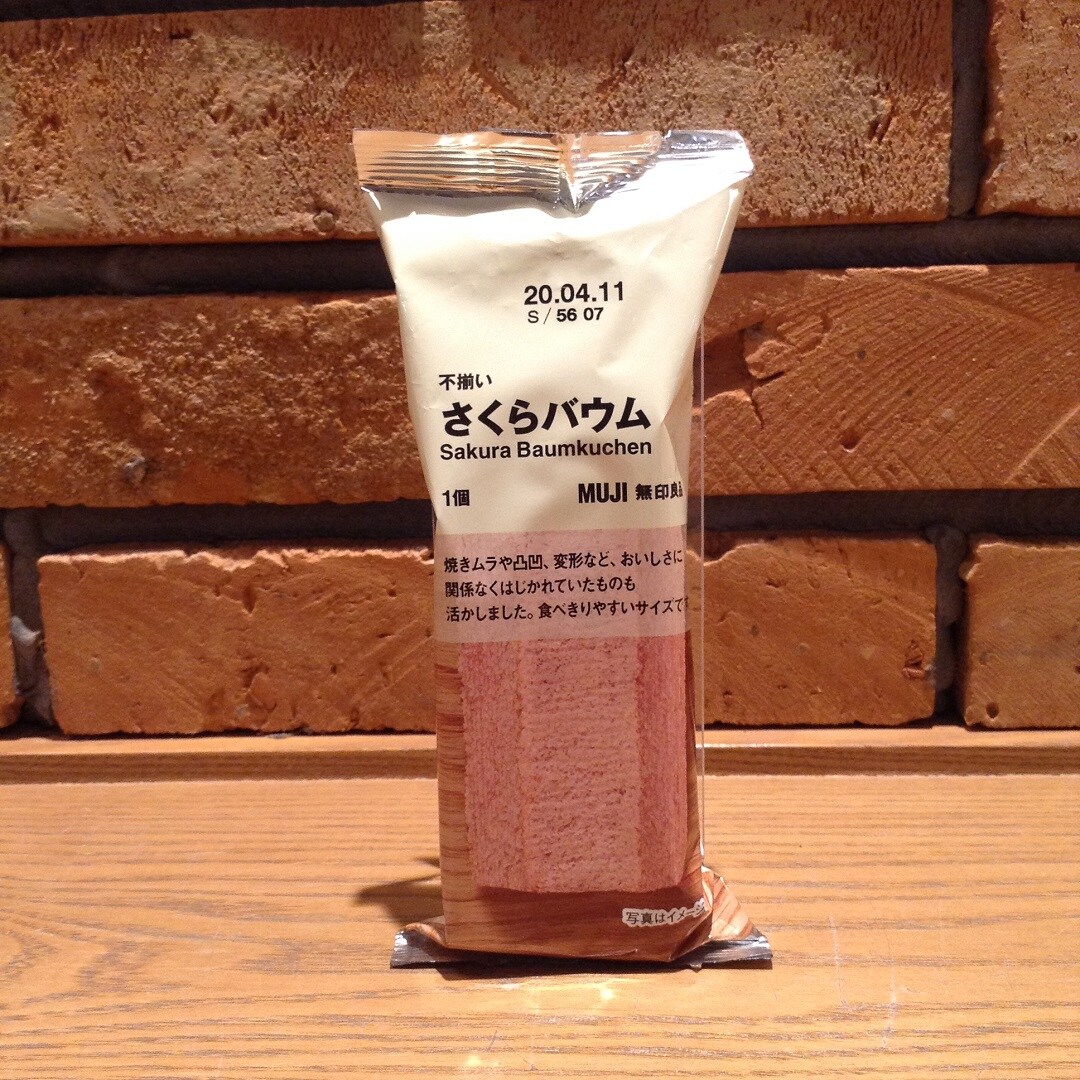 20.04.11
S / 56 07
不揃い
さくらバウム
Sakura Baumkuchen
1個 MUJI 無印良品
焼きムラや凸凹、変形など、おいしさに
関係なくはじかれていたものも
活かしました。食べきりやすいサイズです
写真はイメージ